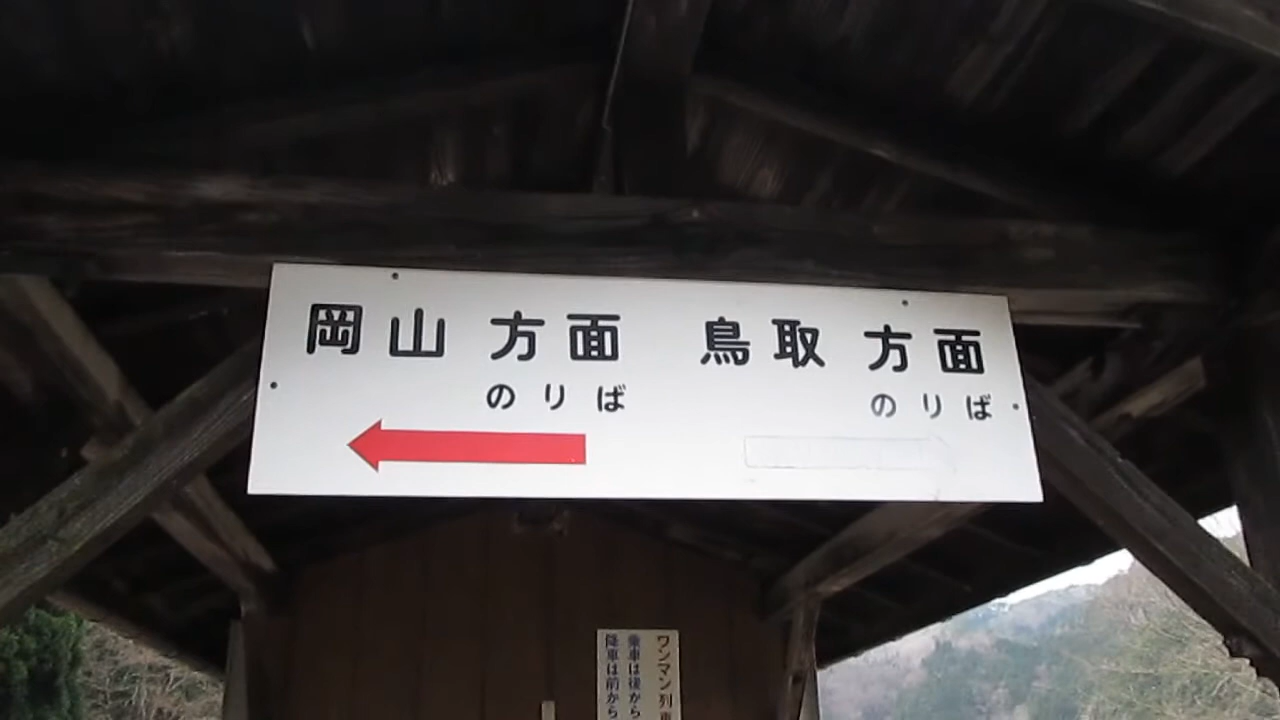 岡山 方面 鳥取 方面
のりば のりば
ワンマン列車
乗車は後から
降車は前から